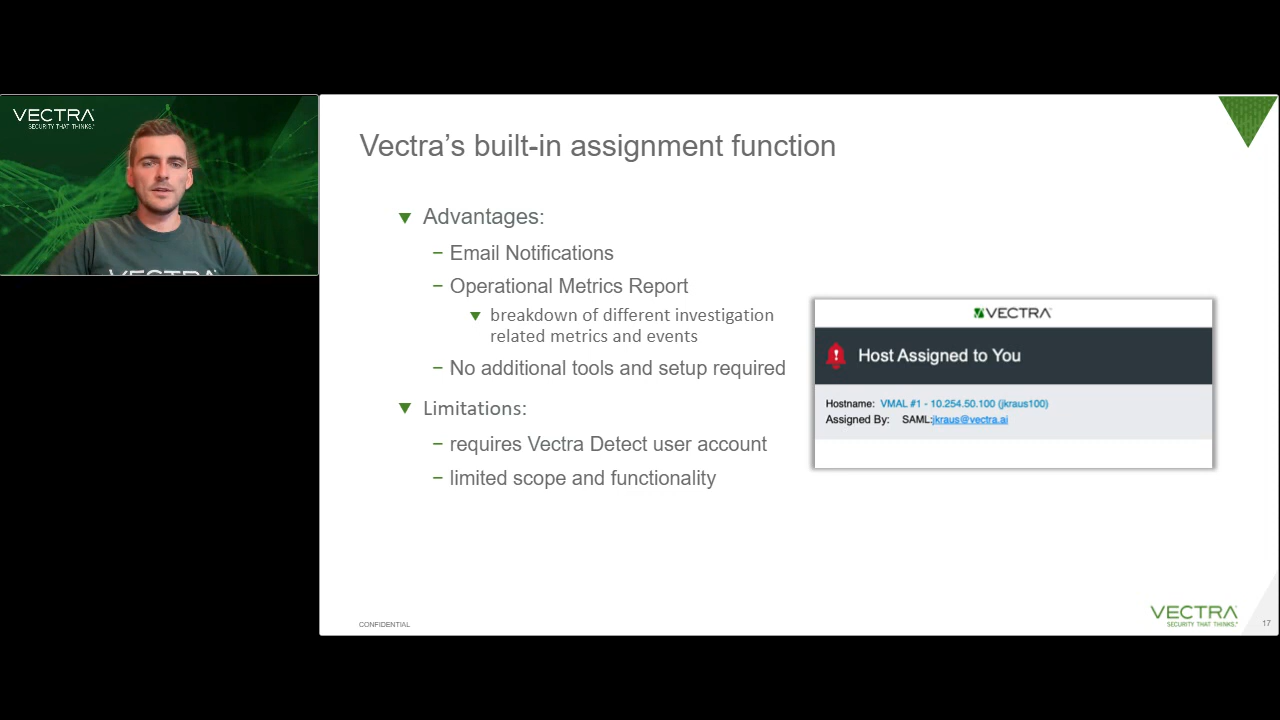 VECTRA
SECURITY THAT THINKS.
VECTRA
Vectra's built-in assignment function
Advantages:
– Email Notifications
– Operational Metrics Report
breakdown of different investigation
related metrics and events
– No additional tools and setup required
Limitations:
– requires Vectra Detect user account
– limited scope and functionality
VECTRA
Host Assigned to You
Hostname: VMAL #1 - 10.254.50.100 (jkraus100)
Assigned By: SAML:jkraus@vectra.ai
CONFIDENTIAL
VECTRA
SECURITY THAT THINKS.
17